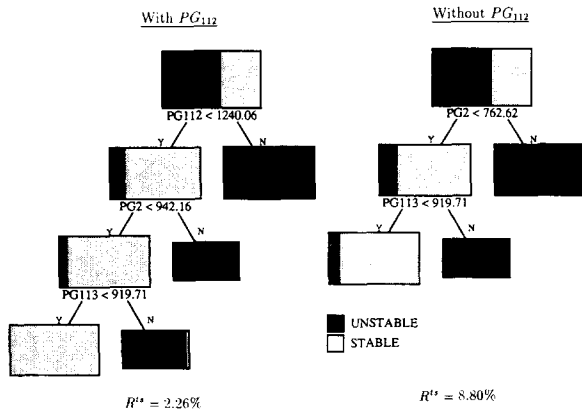 With PG112
PG112 < 1240.06
Y
N
PG2 < 942.16
Y
N
PG113 < 919.71
Y
N
R^ts = 2.26%
Without PG112
PG2 < 762.62
Y
N
PG113 < 919.71
Y
N
UNSTABLE
STABLE
R^ts = 8.80%